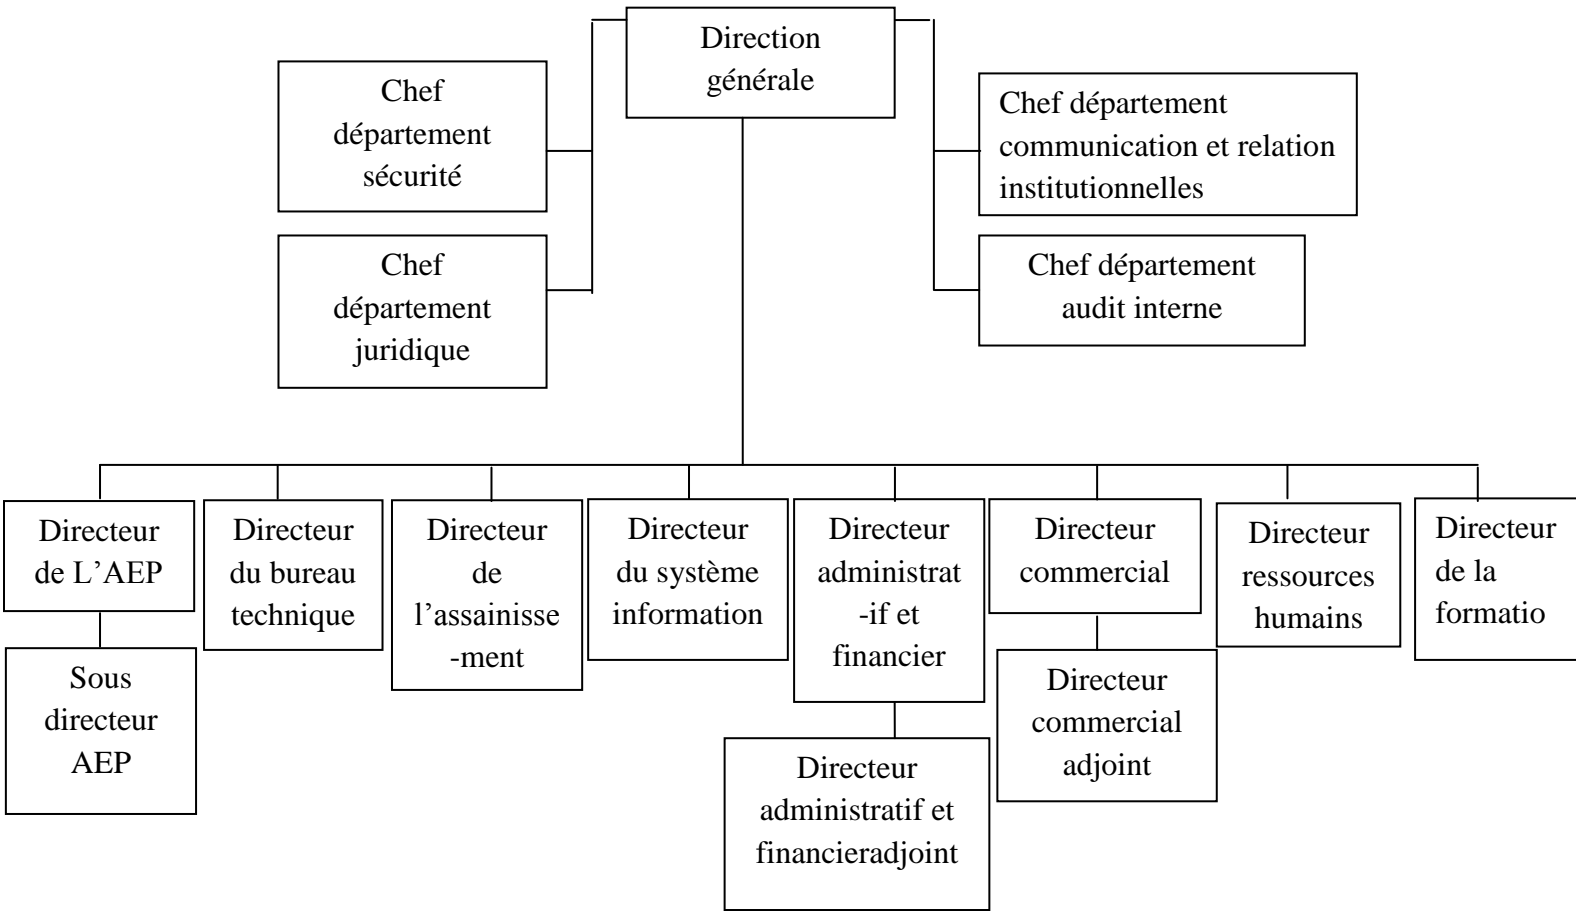 Direction
générale
Chef
département
sécurité
Chef département
communication et relation
institutionnelles
Chef
département
juridique
Chef département
audit interne
Directeur
de L’AEP
Directeur
du bureau
technique
Directeur
de
l’assainisse
-ment
Directeur
du système
information
Directeur
administrat
-if et
financier
Directeur
commercial
Directeur
ressources
humains
Directeur
de la
formatio
Sous
directeur
AEP
Directeur
administratif et
financieradjoint
Directeur
commercial
adjoint